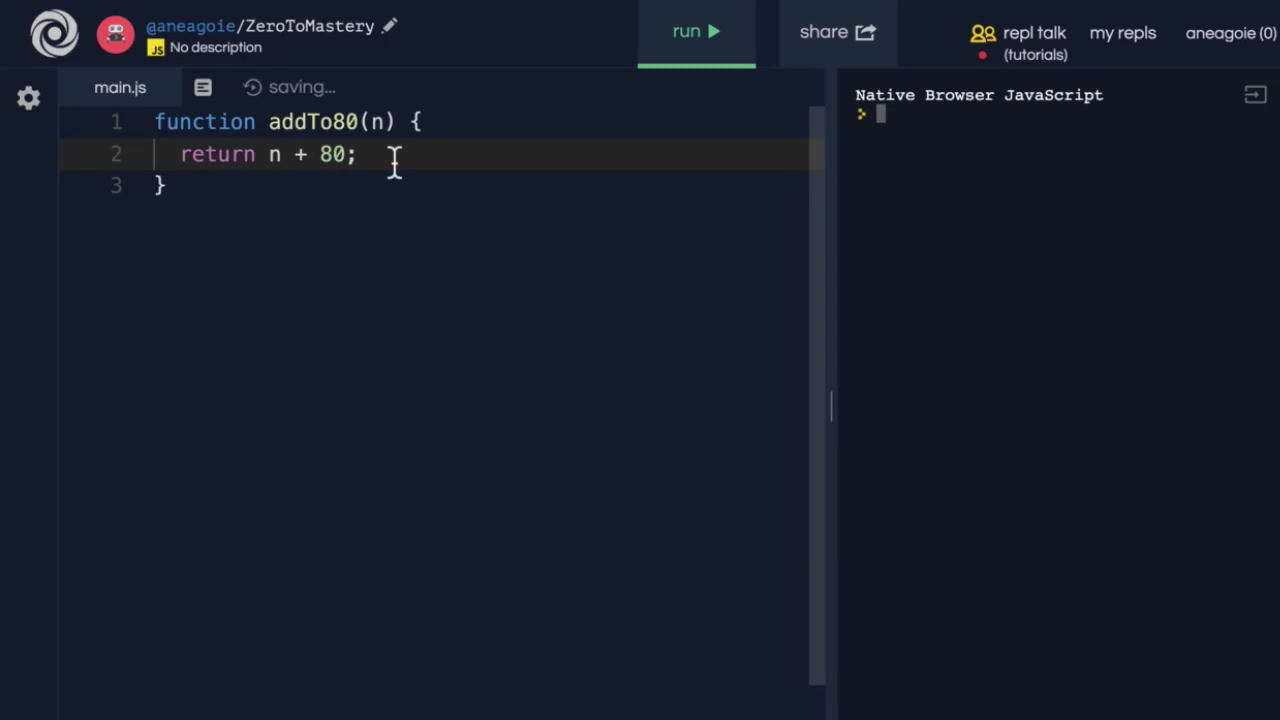 @aneagoie/ZeroToMastery
JS No description
run
share
repl talk
(tutorials)
my repls
aneagoie (0)
main.js
saving...
1 function addTo80(n) {
2 return n + 80;
3 }
Native Browser JavaScript
>